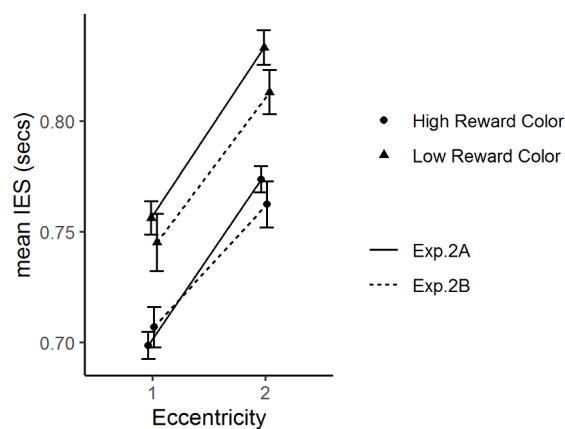 mean IES (secs)
0.80
0.75
0.70
1
2
Eccentricity
High Reward Color
Low Reward Color
Exp.2A
Exp.2B